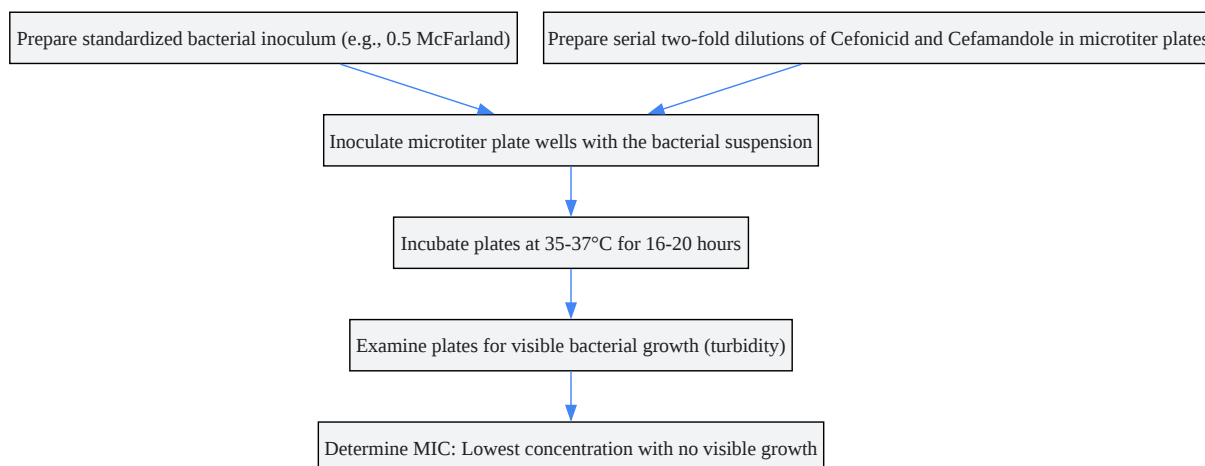 Prepare standardized bacterial inoculum (e.g., 0.5 McFarland)
Prepare serial two-fold dilutions of Cefonicid and Cefamandole in microtiter plates
Inoculate microtiter plate wells with the bacterial suspension
Incubate plates at 35-37°C for 16-20 hours
Examine plates for visible bacterial growth (turbidity)
Determine MIC: Lowest concentration with no visible growth